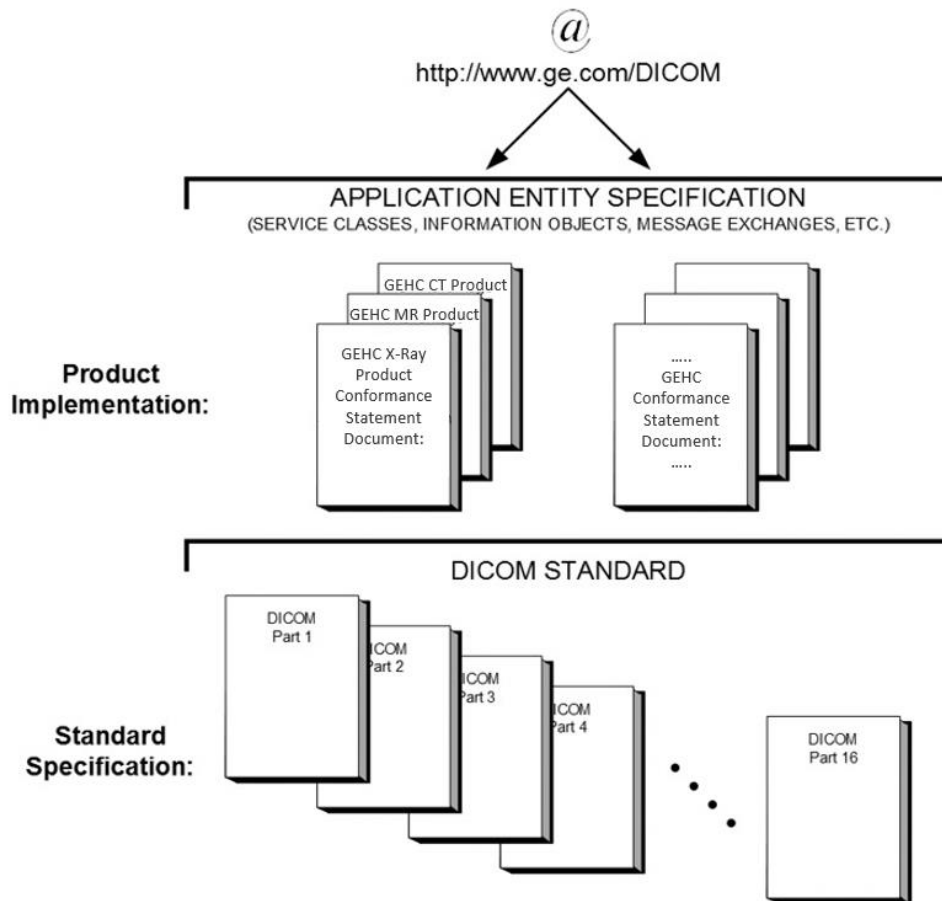 @
http://www.ge.com/DICOM
APPLICATION ENTITY SPECIFICATION
(SERVICE CLASSES, INFORMATION OBJECTS, MESSAGE EXCHANGES, ETC.)
Product
Implementation:
GEHC CT Product
GEHC MR Product
GEHC X-Ray
Product
Conformance
Statement
Document:
.....
GEHC
Conformance
Statement
Document:
.....
DICOM STANDARD
Standard
Specification:
DICOM
Part 1
ICOM
Part 2
ICOM
Part 3
ICOM
Part 4
DICOM
Part 16